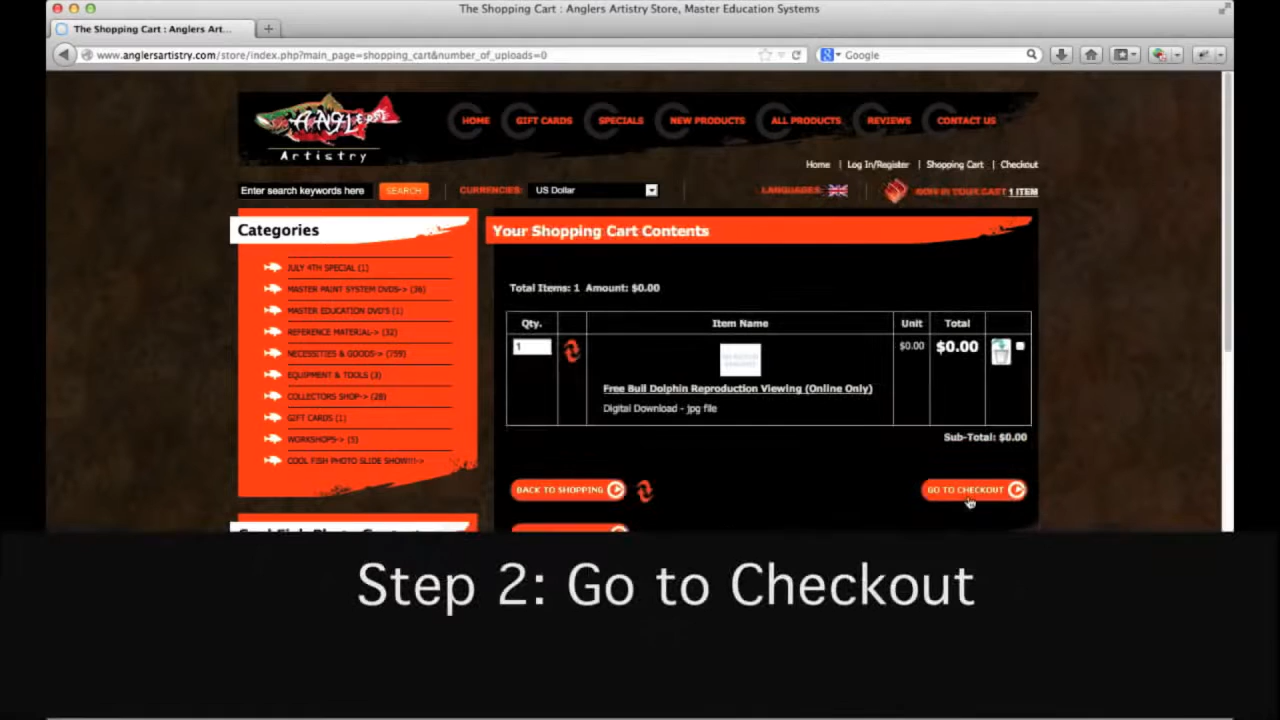 The Shopping Cart : Anglers Artistry Store, Master Education Systems
The Shopping Cart : Anglers Art...
www.anglersartistry.com/store/index.php?main_page=shopping_cart&number_of_uploads=0
Google
ANGLERS
Artistry
HOME
GIFT CARDS
SPECIALS
NEW PRODUCTS
ALL PRODUCTS
REVIEWS
CONTACT US
Home | Log In/Register | Shopping Cart | Checkout
Enter search keywords here
SEARCH
CURRENCIES:
US Dollar
LANGUAGES:
NOW IN YOUR CART 1 ITEM
Categories
JULY 4TH SPECIAL (1)
MASTER PAINT SYSTEM DVDS-> (36)
MASTER EDUCATION DVD'S (1)
REFERENCE MATERIAL-> (32)
NECESSITIES & GOODS-> (759)
EQUIPMENT & TOOLS (3)
COLLECTORS SHOP-> (28)
GIFT CARDS (1)
WORKSHOPS-> (5)
COOL FISH PHOTO SLIDE SHOW!!!->
Your Shopping Cart Contents
Total Items: 1 Amount: $0.00
Qty.
Item Name
Unit
Total
1
$0.00
$0.00
Free Bull Dolphin Reproduction Viewing (Online Only)
Digital Download - jpg file
Sub-Total: $0.00
BACK TO SHOPPING
GO TO CHECKOUT
Step 2: Go to Checkout